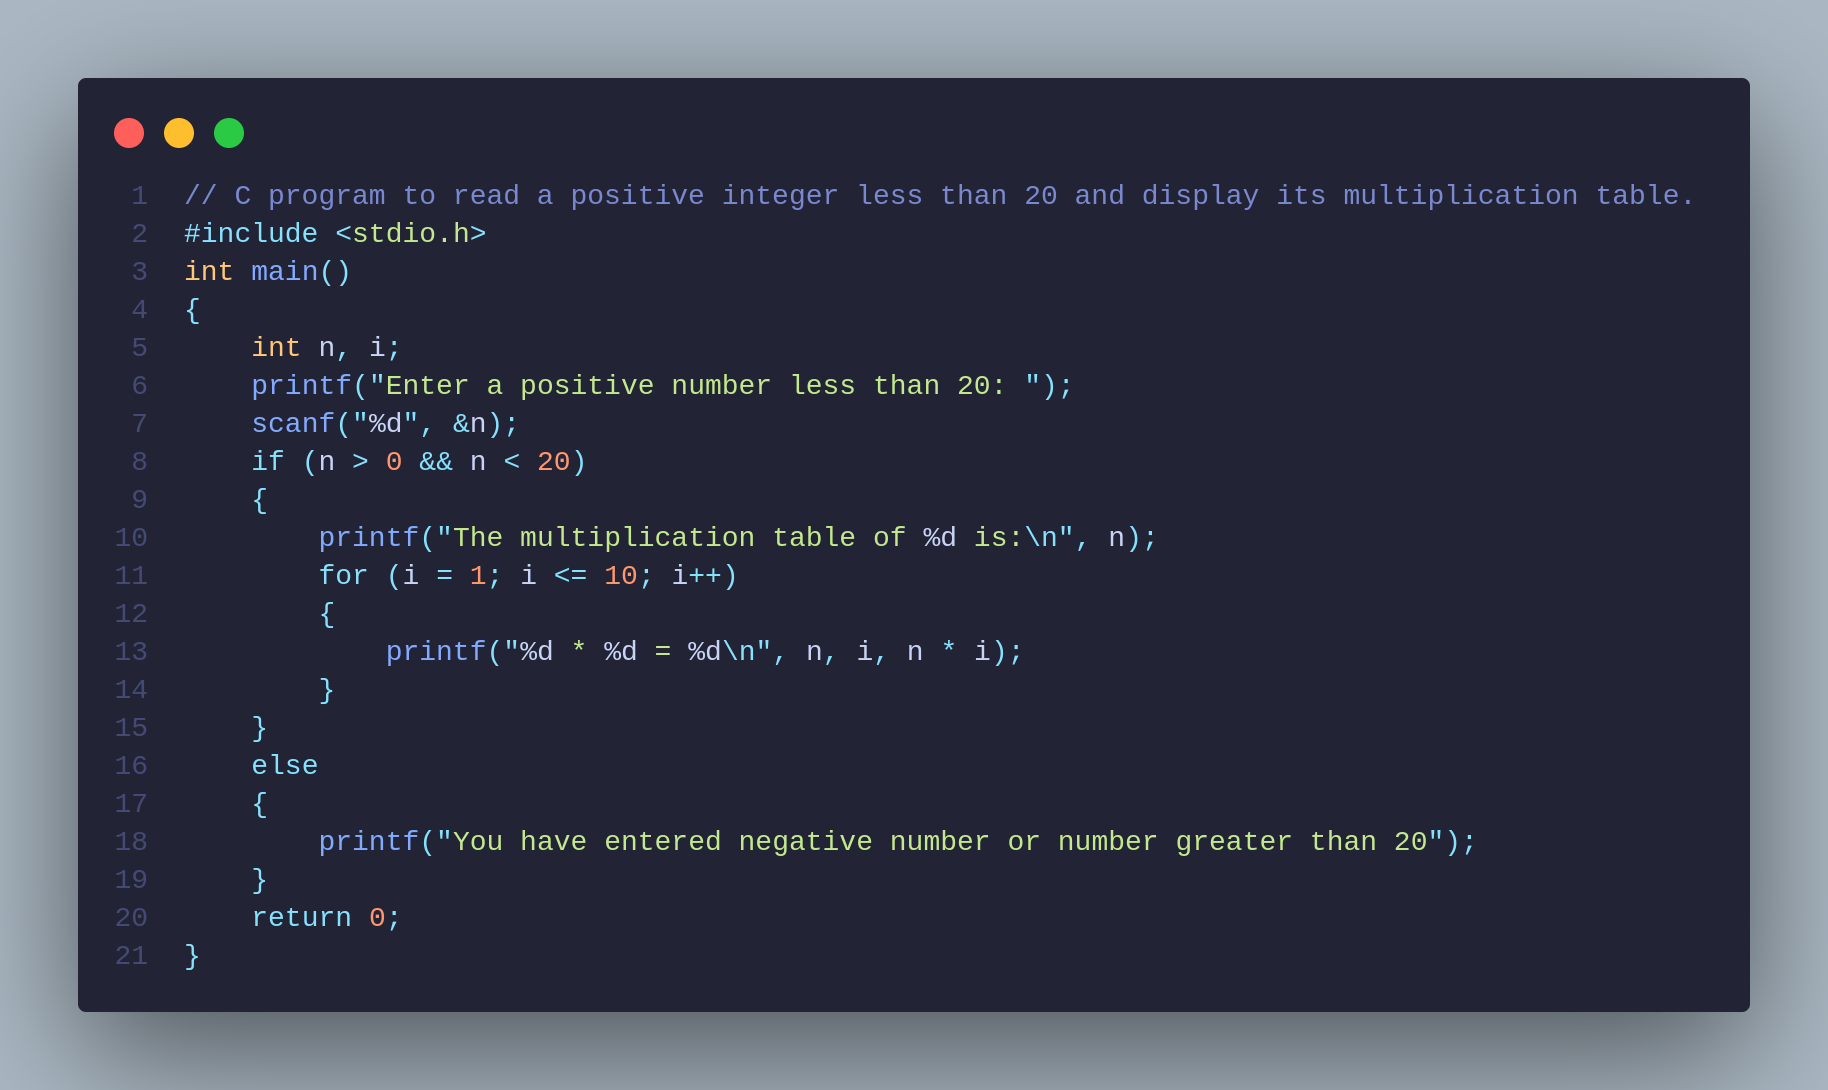 1 // C program to read a positive integer less than 20 and display its multiplication table.
2 #include <stdio.h>
3 int main()
4 {
5     int n, i;
6     printf("Enter a positive number less than 20: ");
7     scanf("%d", &n);
8     if (n > 0 && n < 20)
9     {
10         printf("The multiplication table of %d is:\n", n);
11         for (i = 1; i <= 10; i++)
12         {
13             printf("%d * %d = %d\n", n, i, n * i);
14         }
15     }
16     else
17     {
18         printf("You have entered negative number or number greater than 20");
19     }
20     return 0;
21 }